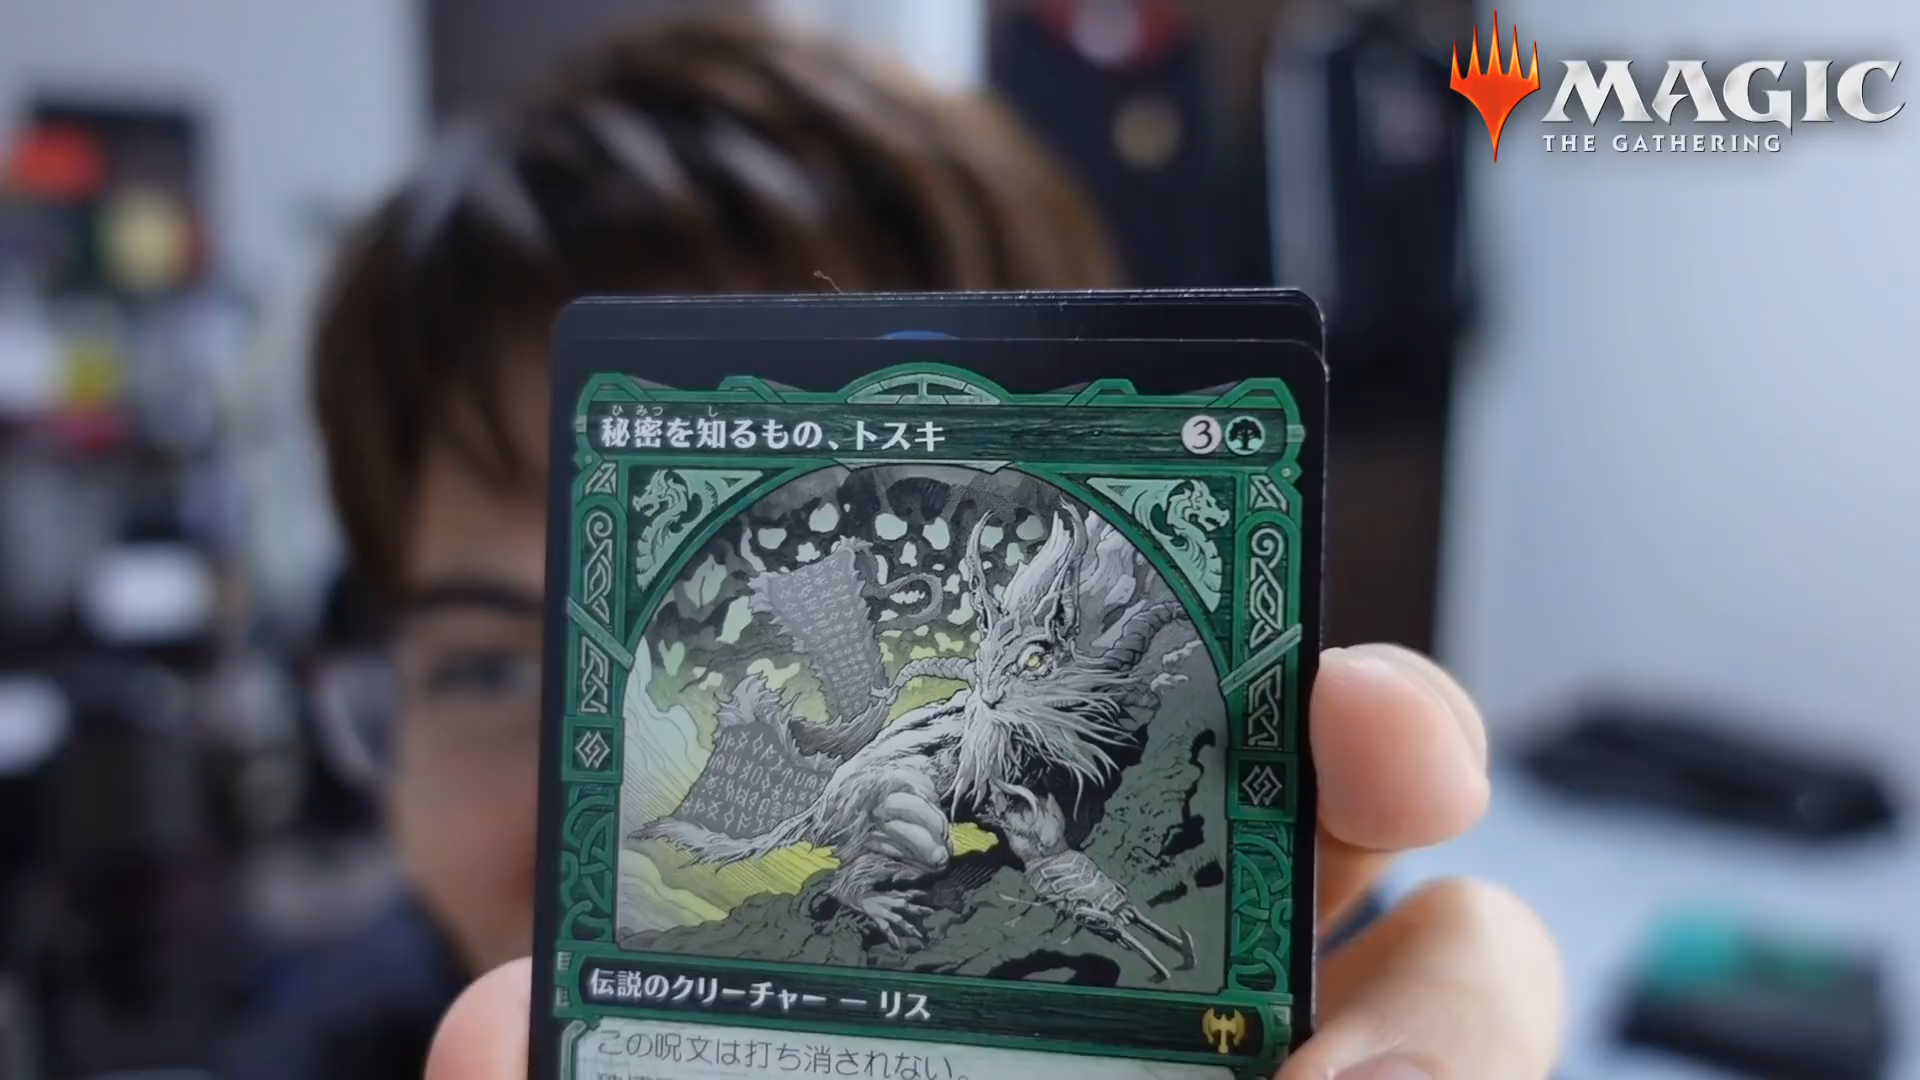 MAGIC
THE GATHERING
ひみつ し
秘密を知るもの、トスキ
3
伝説のクリーチャー — リス
この呪文は打ち消されない。